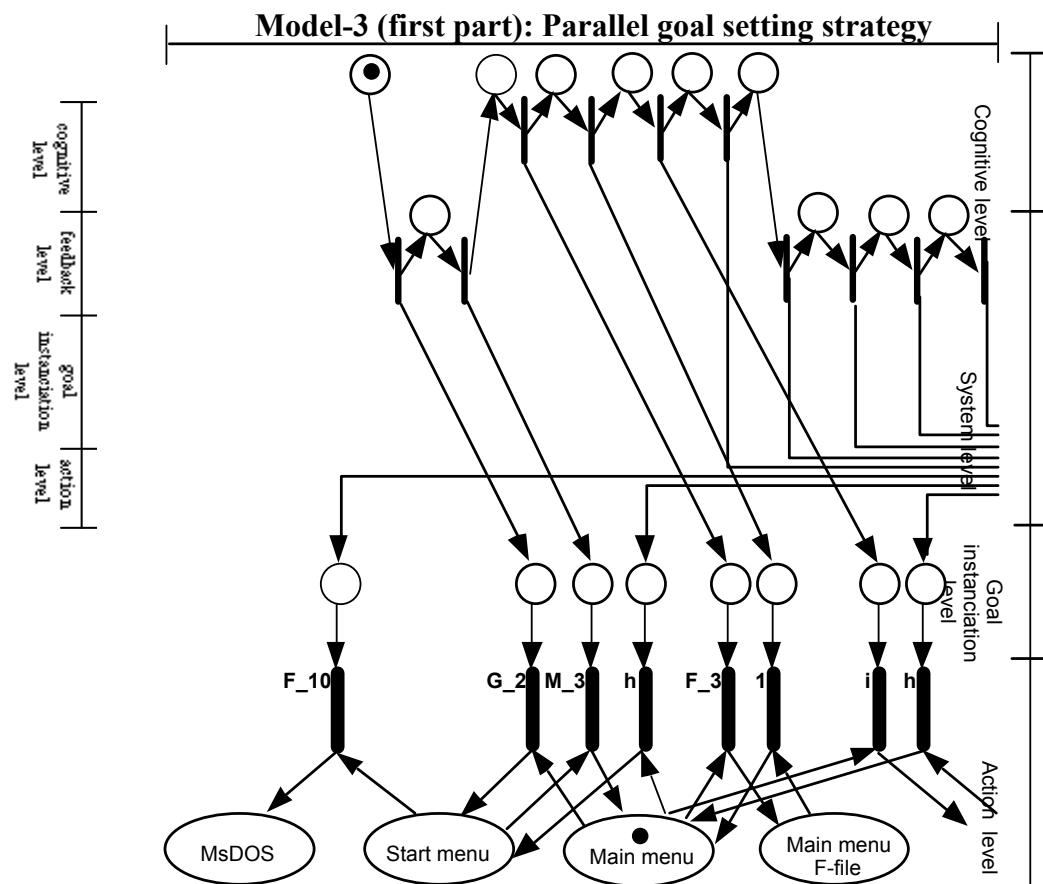 Model-3 (first part): Parallel goal setting strategy
cognitive
level
feedback
level
goal
instanciation
level
action
level
Cognitive level
System level
Goal
instanciation
level
Action level
F_10
G_2
M_3
h
F_3
1
i
h
MsDOS
Start menu
Main menu
Main menu
F-file